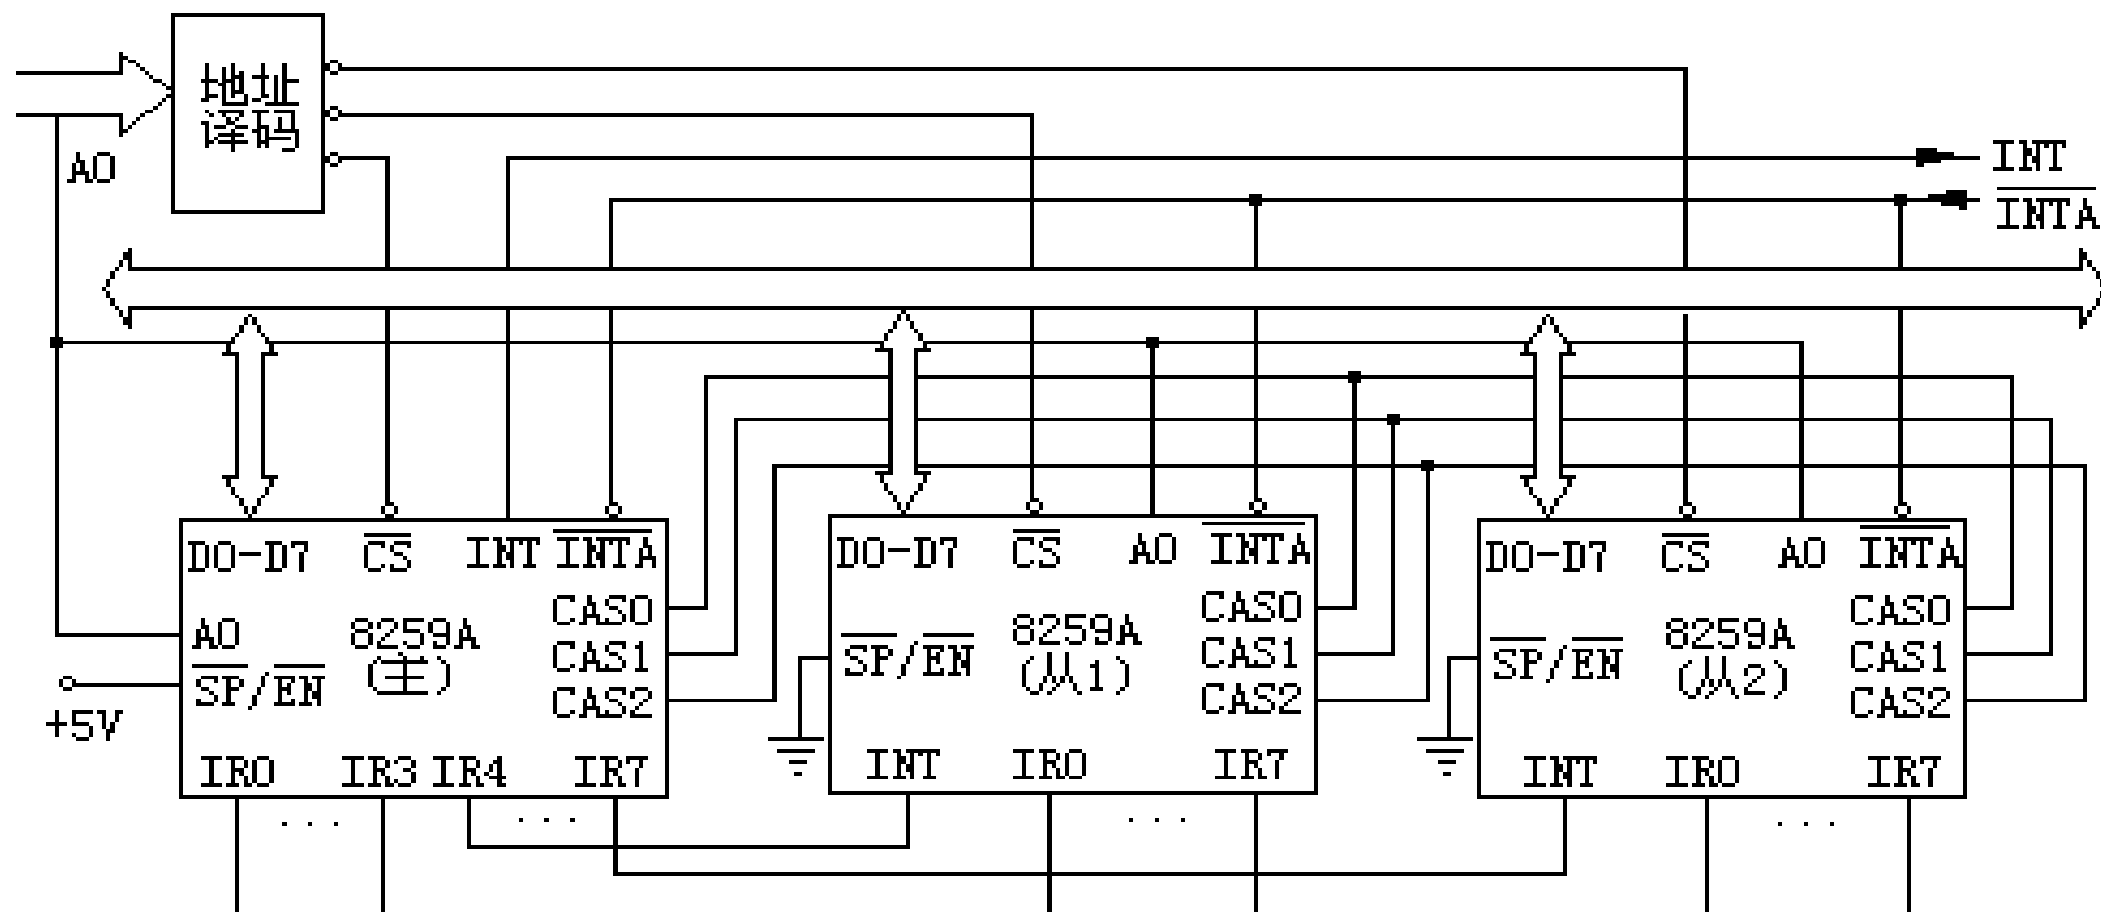 地址
译码
A0
INT
INTA
D0-D7 CS INT INTA
A0
SP/EN
+5V
8259A
(主)
CAS0
CAS1
CAS2
IR0 IR3 IR4 IR7
... ...
D0-D7 CS A0 INTA
SP/EN
8259A
(从1)
CAS0
CAS1
CAS2
INT IR0 IR7
...
D0-D7 CS A0 INTA
SP/EN
8259A
(从2)
CAS0
CAS1
CAS2
INT IR0 IR7
...